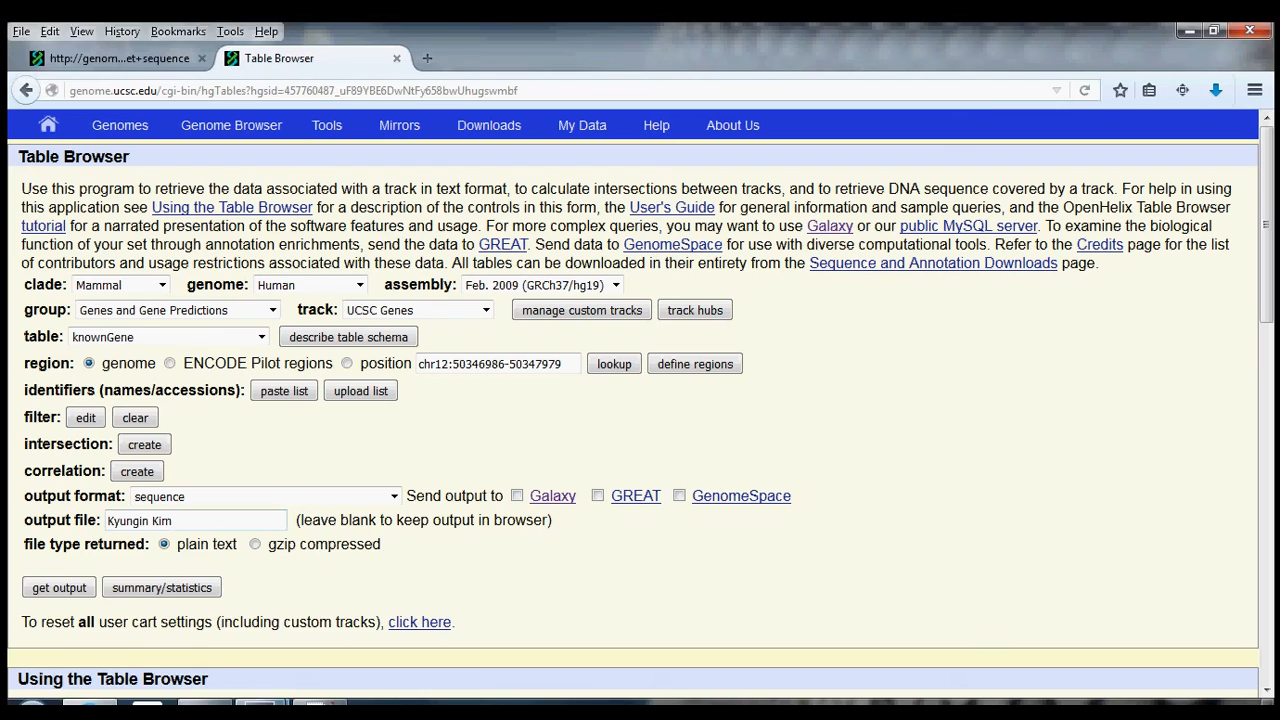 File Edit View History Bookmarks Tools Help
http://genom...et+sequence × Table Browser × +
genome.ucsc.edu/cgi-bin/hgTables?hgsid=457760487_uF89YBE6DwNtFy658bwUhugswmbf
Genomes Genome Browser Tools Mirrors Downloads My Data Help About Us
Table Browser
Use this program to retrieve the data associated with a track in text format, to calculate intersections between tracks, and to retrieve DNA sequence covered by a track. For help in using
this application see Using the Table Browser for a description of the controls in this form, the User's Guide for general information and sample queries, and the OpenHelix Table Browser
tutorial for a narrated presentation of the software features and usage. For more complex queries, you may want to use Galaxy or our public MySQL server. To examine the biological
function of your set through annotation enrichments, send the data to GREAT. Send data to GenomeSpace for use with diverse computational tools. Refer to the Credits page for the list
of contributors and usage restrictions associated with these data. All tables can be downloaded in their entirety from the Sequence and Annotation Downloads page.
clade: Mammal genome: Human assembly: Feb. 2009 (GRCh37/hg19)
group: Genes and Gene Predictions track: UCSC Genes manage custom tracks track hubs
table: knownGene describe table schema
region: genome ENCODE Pilot regions position chr12:50346986-50347979 lookup define regions
identifiers (names/accessions): paste list upload list
filter: edit clear
intersection: create
correlation: create
output format: sequence Send output to Galaxy GREAT GenomeSpace
output file: Kyungin Kim (leave blank to keep output in browser)
file type returned: plain text gzip compressed
get output summary/statistics
To reset all user cart settings (including custom tracks), click here.
Using the Table Browser